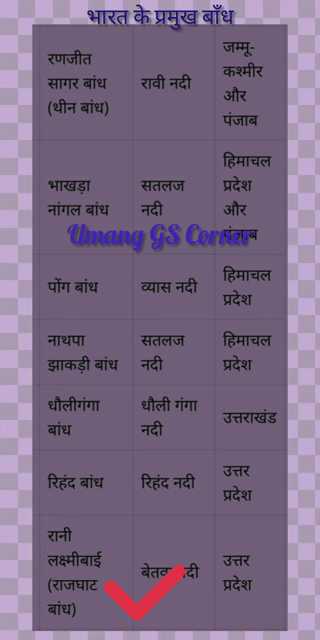 भारत के प्रमुख बाँध
रणजीत
सागर बांध
(थीन बांध)
रावी नदी
जम्मू-
कश्मीर
और
पंजाब
भाखड़ा
नांगल बांध
सतलज
नदी
हिमाचल
प्रदेश
और
पंजाब
Umang GS Corner
पोंग बांध
व्यास नदी
हिमाचल
प्रदेश
नाथपा
झाकड़ी बांध
सतलज
नदी
हिमाचल
प्रदेश
धौलीगंगा
बांध
धौली गंगा
नदी
उत्तराखंड
रिहंद बांध
रिहंद नदी
उत्तर
प्रदेश
रानी
लक्ष्मीबाई
(राजघाट
बांध)
बेतवा नदी
उत्तर
प्रदेश